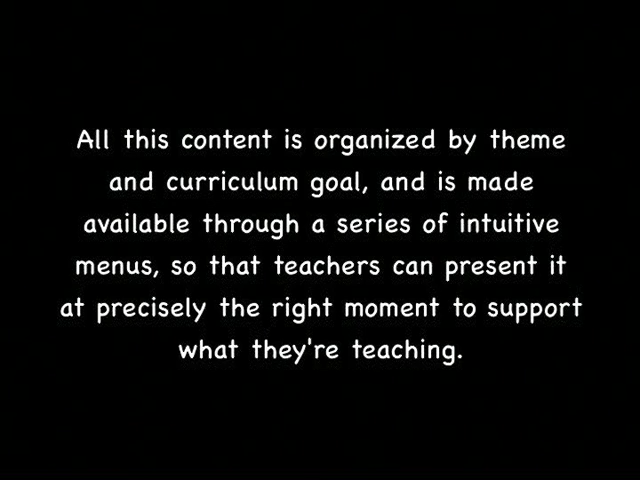 All this content is organized by theme
and curriculum goal, and is made
available through a series of intuitive
menus, so that teachers can present it
at precisely the right moment to support
what they're teaching.